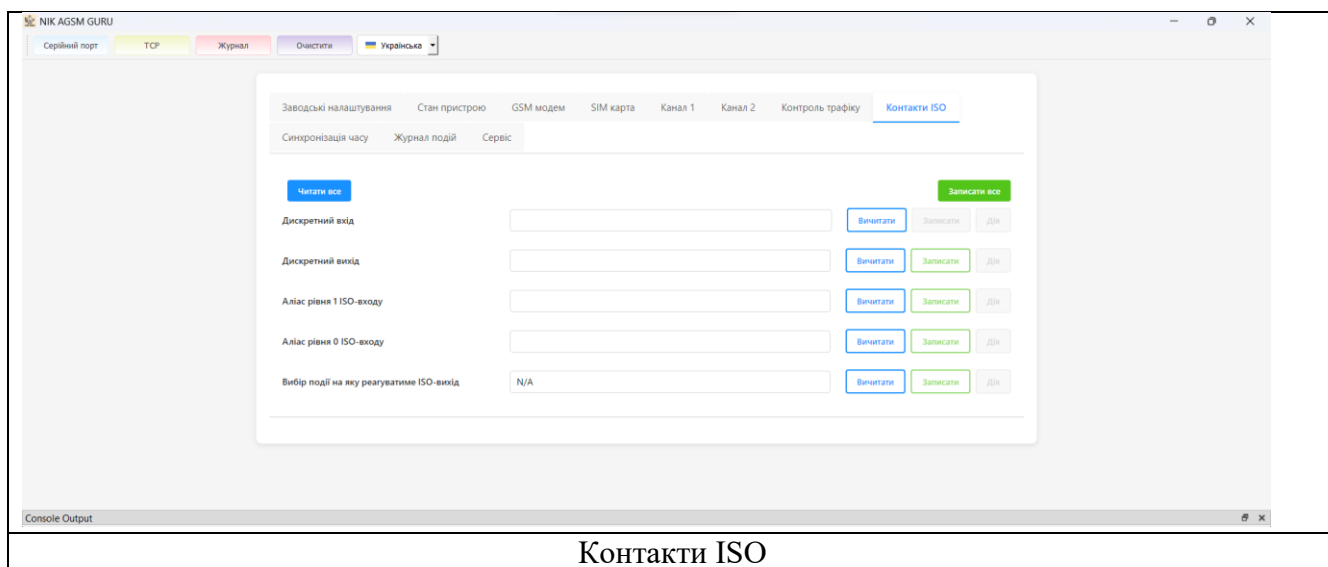 NIK AGSM GURU
Серійний порт TCP Журнал Очистити Українська
Заводські налаштування Стан пристрою GSM модем SIM карта Канал 1 Канал 2 Контроль трафіку Контакти ISO
Синхронізація часу Журнал подій Сервіс
Читати все Записати все
Дискретний вхід Вичитати Записати Дія
Дискретний вихід Вичитати Записати Дія
Аліас рівня 1 ISO-входу Вичитати Записати Дія
Аліас рівня 0 ISO-входу Вичитати Записати Дія
Вибір події на яку реагуватиме ISO-вихід N/A Вичитати Записати Дія
Console Output
Контакти ISO